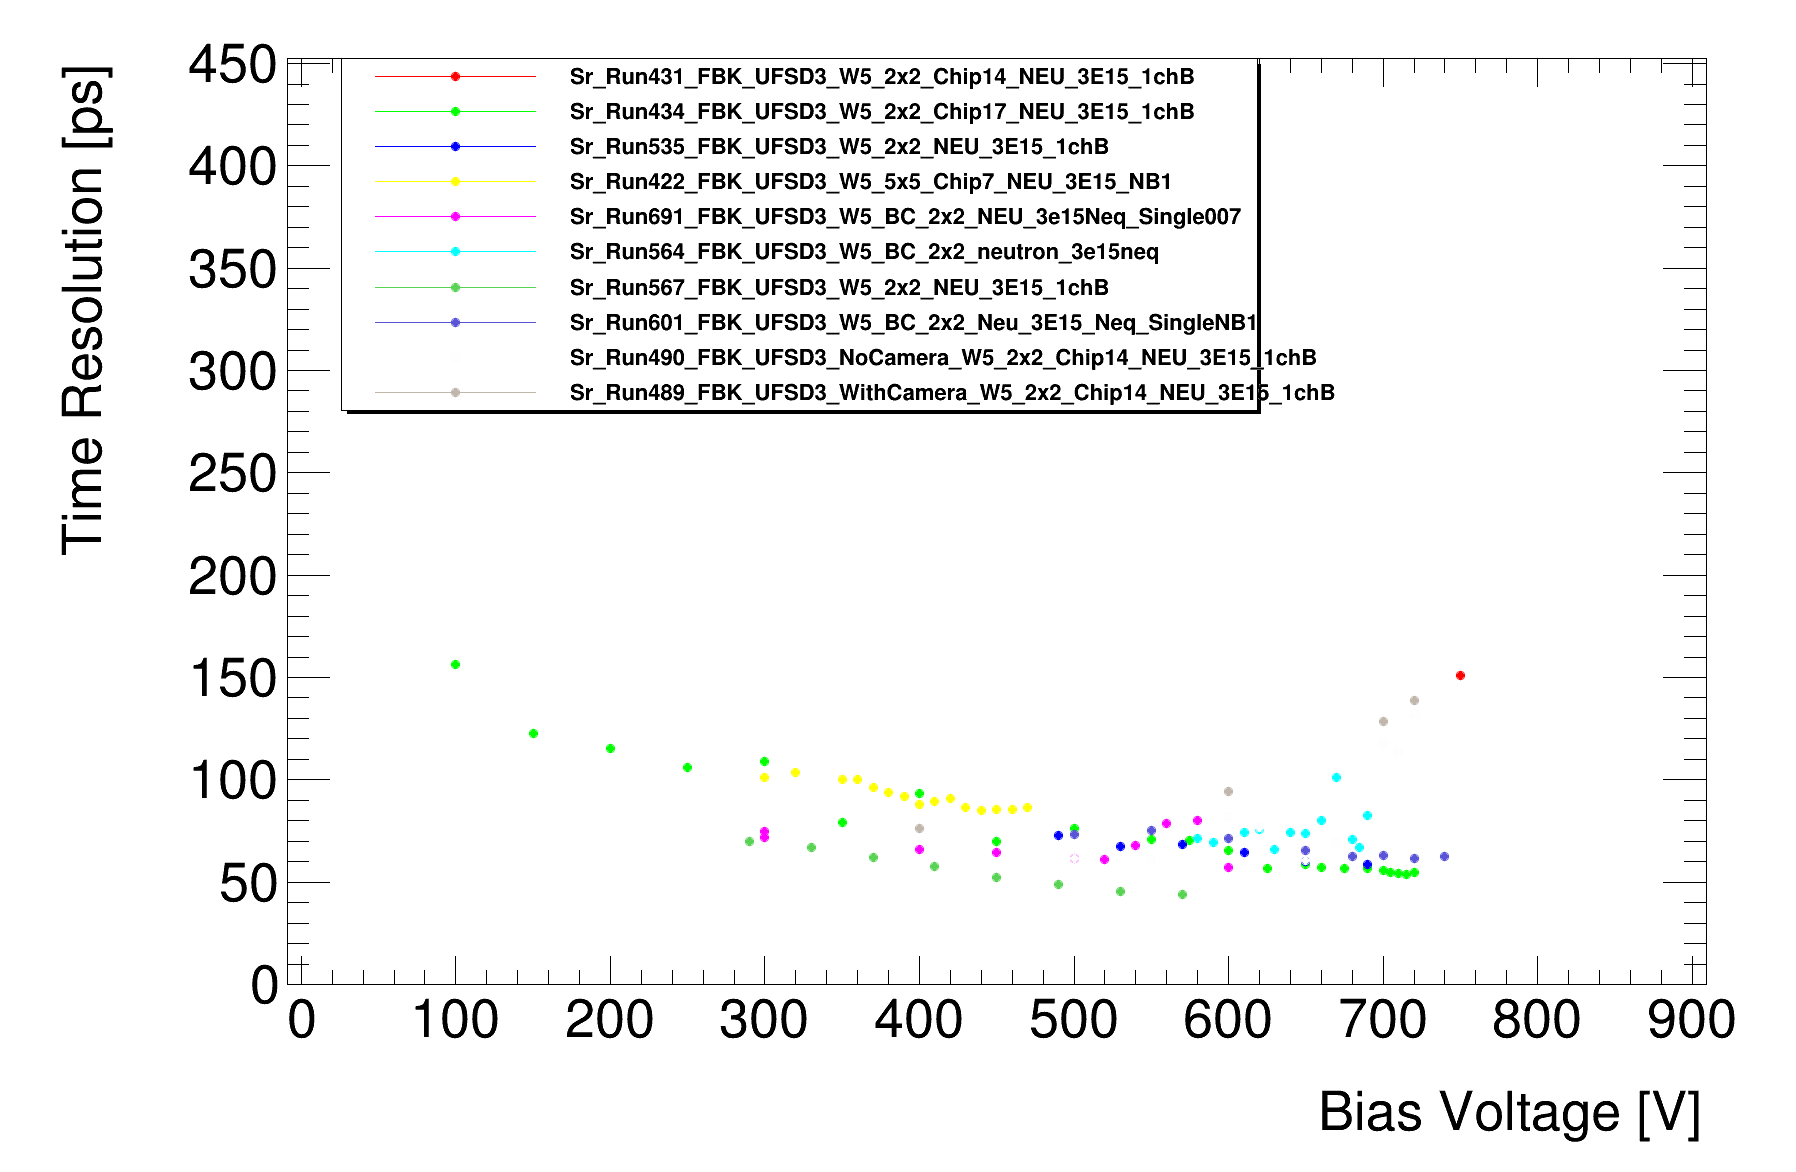 Time Resolution [ps]
450
400
350
300
250
200
150
100
50
0
Sr_Run431_FBK_UFSD3_W5_2x2_Chip14_NEU_3E15_1chB
Sr_Run434_FBK_UFSD3_W5_2x2_Chip17_NEU_3E15_1chB
Sr_Run535_FBK_UFSD3_W5_2x2_NEU_3E15_1chB
Sr_Run422_FBK_UFSD3_W5_5x5_Chip7_NEU_3E15_NB1
Sr_Run691_FBK_UFSD3_W5_BC_2x2_NEU_3e15Neq_Single007
Sr_Run564_FBK_UFSD3_W5_BC_2x2_neutron_3e15neq
Sr_Run567_FBK_UFSD3_W5_2x2_NEU_3E15_1chB
Sr_Run601_FBK_UFSD3_W5_BC_2x2_Neu_3E15_Neq_SingleNB1
Sr_Run490_FBK_UFSD3_NoCamera_W5_2x2_Chip14_NEU_3E15_1chB
Sr_Run489_FBK_UFSD3_WithCamera_W5_2x2_Chip14_NEU_3E15_1chB
0 100 200 300 400 500 600 700 800 900
Bias Voltage [V]